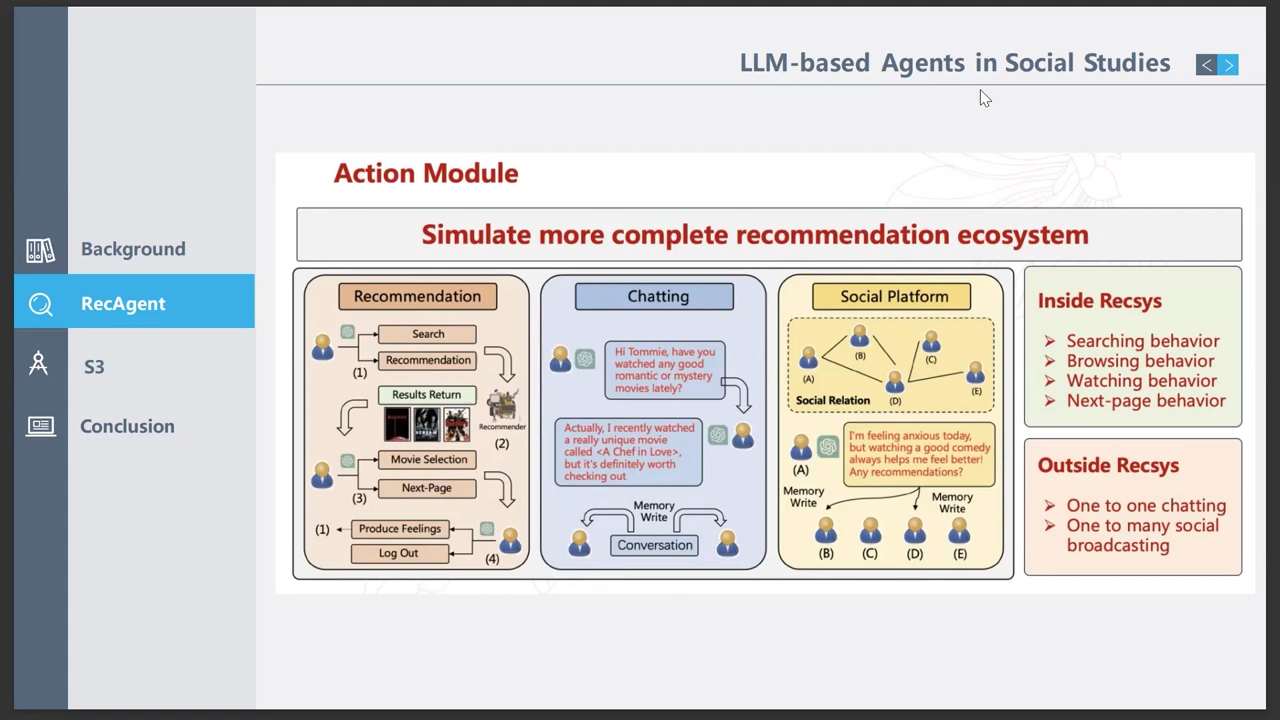 LLM-based Agents in Social Studies
Background
RecAgent
S3
Conclusion
Action Module
Simulate more complete recommendation ecosystem
Recommendation
Search
Recommendation
(1)
Results Return
Recommender
(2)
Movie Selection
Next-Page
(3)
(1)
Produce Feelings
Log Out
(4)
Chatting
Hi Tommie, have you
watched any good
romantic or mystery
movies lately?
Actually, I recently watched
a really unique movie
called <A Chef in Love>,
but it's definitely worth
checking out
Memory
Write
Conversation
Social Platform
(A)
(B)
(C)
(D)
(E)
Social Relation
I'm feeling anxious today,
but watching a good comedy
always helps me feel better!
Any recommendations?
(A)
Memory
Write
Memory
Write
(B)
(C)
(D)
(E)
Inside Recsys
Searching behavior
Browsing behavior
Watching behavior
Next-page behavior
Outside Recsys
One to one chatting
One to many social
broadcasting